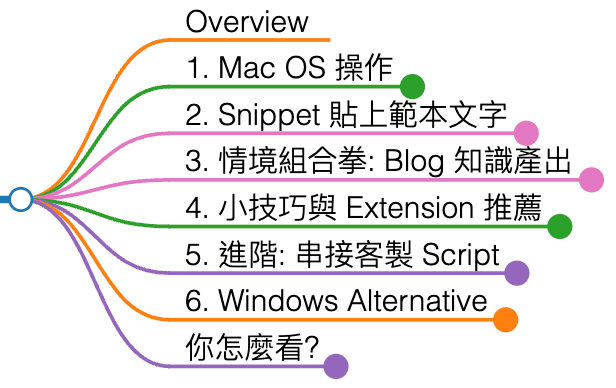 Overview
1. Mac OS 操作
2. Snippet 貼上範本文字
3. 情境組合拳: Blog 知識產出
4. 小技巧與 Extension 推薦
5. 進階: 串接客製 Script
6. Windows Alternative
你怎麼看?